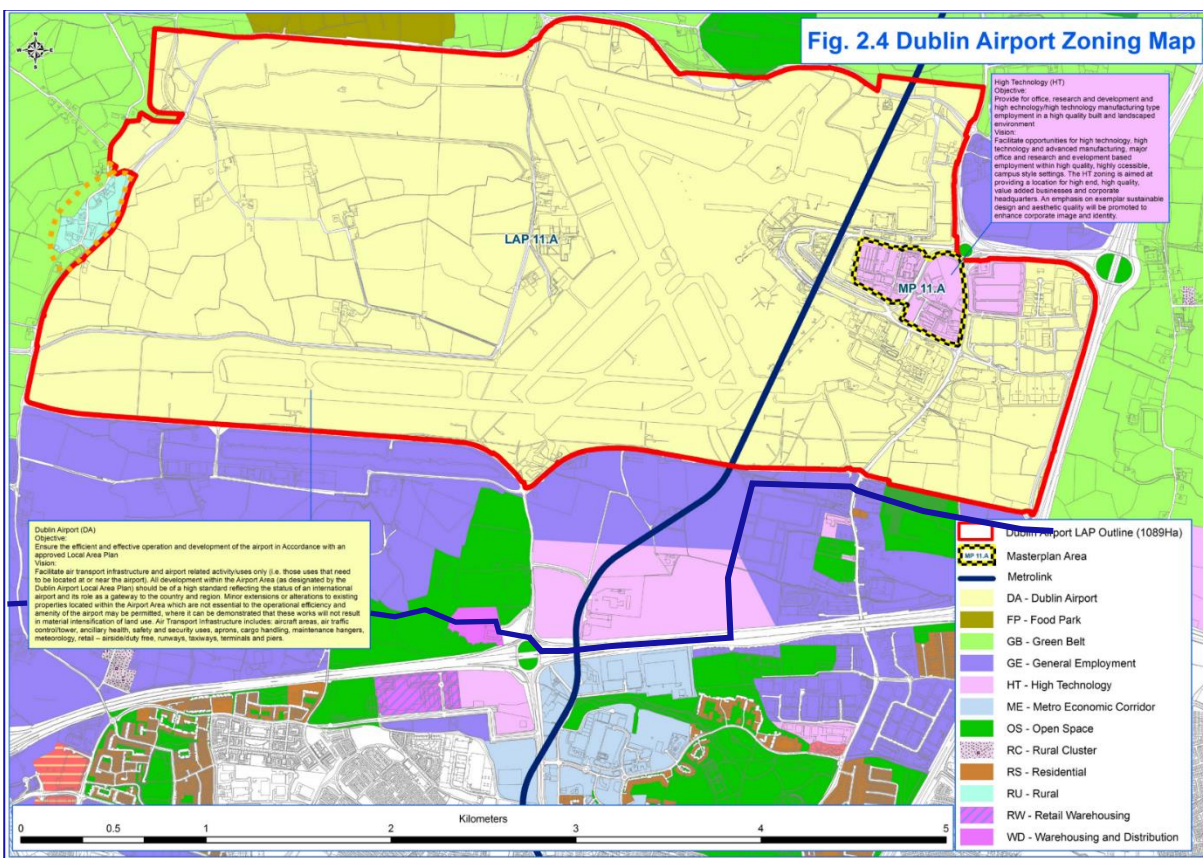 Fig. 2.4 Dublin Airport Zoning Map
N
W
E
S
High Technology (HT)
Objective:
Provide for office, research and development and
high echnology/high technology manufacturing type
employment in a high quality built and landscaped
environment
Vision:
Facilitate opportunities for high technology, high
technology and advanced manufacturing, major
office and research and evelopment based
employment within high quality, highly ccessible,
campus style settings. The HT zoning is aimed at
providing a location for high end, high quality,
value added businesses and corporate
headquarters. An emphasis on exemplar sustainable
design and aesthetic quality will be promoted to
enhance corporate image and identity.
LAP 11.A
MP 11.A
Dublin Airport (DA)
Objective:
Ensure the efficient and effective operation and development of the airport in Accordance with an
approved Local Area Plan
Vision:
Facilitate air transport infrastructure and airport related activity/uses only (i.e. those uses that need
to be located at or near the airport). All development within the Airport Area (as designated by the
Dublin Airport Local Area Plan) should be of a high standard reflecting the status of an international
airport and its role as a gateway to the country and region. Minor extensions or alterations to existing
properties located within the Airport Area which are not essential to the operational efficiency and
amenity of the airport may be permitted, where it can be demonstrated that these works will not result
in material intensification of land use. Air Transport Infrastructure includes: aircraft areas, air traffic
control/tower, ancillary health, safety and security uses, aprons, cargo handling, maintenance hangers,
meteorology, retail – airside/duty free, runways, taxiways, terminals and piers.
Dublin Airport LAP Outline (1089Ha)
MP 11.A
Masterplan Area
Metrolink
DA - Dublin Airport
FP - Food Park
GB - Green Belt
GE - General Employment
HT - High Technology
ME - Metro Economic Corridor
OS - Open Space
RC - Rural Cluster
RS - Residential
RU - Rural
RW - Retail Warehousing
WD - Warehousing and Distribution
Kilometers
0 0.5 1 2 3 4 5